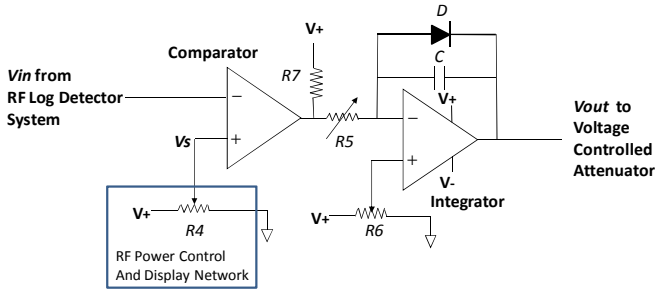 D
V+
Comparator
C
R7
Vin from
RF Log Detector
System
V+
Vout to
Voltage
Controlled
Attenuator
−
+
Vs
R5
−
+
V-
Integrator
V+
R4
V+
R6
RF Power Control
And Display Network